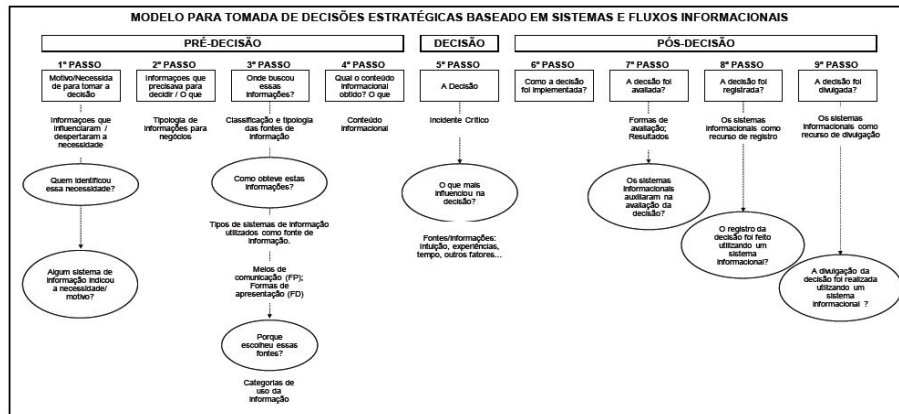 MODELO PARA TOMADA DE DECISÕES ESTRATÉGICAS BASEADO EM SISTEMAS E FLUXOS INFORMACIONAIS
PRÉ-DECISÃO
DECISÃO
PÓS-DECISÃO
1º PASSO
Motivo/Necessida
de para tomar a
decisão
Informaçoes que
influenciaram /
despertaram a
necessidade
Quem identificou
essa necessidade?
Algum sistema de
informação indicou
a necessidade/
motivo?
2º PASSO
Informaçoes que
precisava para
decidir / O que
Tipologia de
informações para
negócios
3º PASSO
Onde buscou
essas
informações?
Classificação e tipologia
das fontes de
informação
Como obteve estas
informações?
Tipos de sistemas de informação
utilizados como fonte de
informação.
Meios de
comunicação (FP);
Formas de
apresentação (FD)
Porque
escolheu essas
fontes?
Categorias de
uso da
informação
4º PASSO
Qual o conteúdo
informacional
obtido? O que
Conteúdo
informacional
5º PASSO
A Decisão
Incidente Crítico
O que mais
influenciou na
decisão?
Fontes/informações:
intuição, experiências,
tempo, outros fatores...
6º PASSO
Como a decisão
foi implementada?
7º PASSO
A decisão foi
avaliada?
Formas de
avaliação;
Resultados
Os sistemas
informacionais
auxiliaram na
avaliação da
decisão?
8º PASSO
A decisão foi
registrada?
Os sistemas
informacionais como
recurso de registro
O registro da
decisão foi feito
utilizando um
sistema
informacional?
9º PASSO
A decisão foi
divulgada?
Os sistemas
informacionais como
recurso de divulgação
A divulgação da
decisão foi realizada
utilizando um
sistema
informacional ?